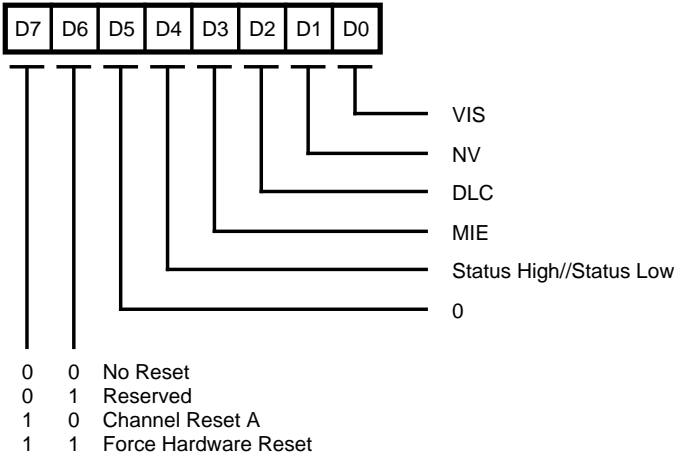 D7 D6 D5 D4 D3 D2 D1 D0
VIS
NV
DLC
MIE
Status High//Status Low
0
0 0 No Reset
0 1 Reserved
1 0 Channel Reset A
1 1 Force Hardware Reset